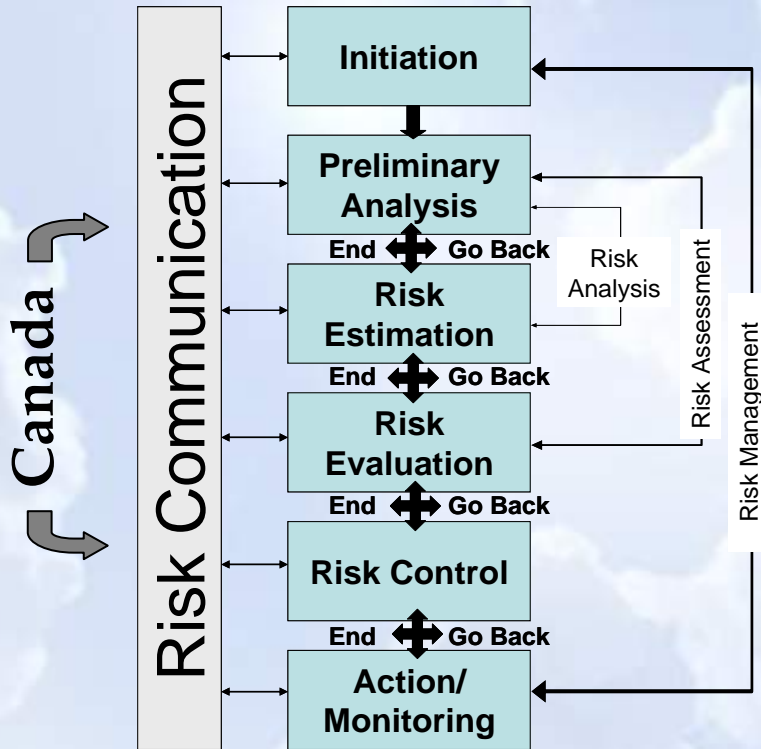 Canada
Risk Communication
Initiation
Preliminary
Analysis
End Go Back
Risk
Estimation
End Go Back
Risk
Evaluation
End Go Back
Risk Control
End Go Back
Action/
Monitoring
Risk
Analysis
Risk Assessment
Risk Management